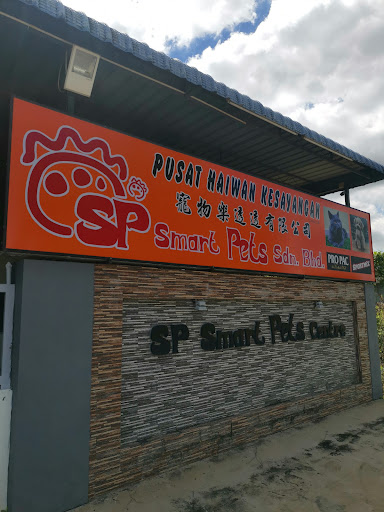 PUSAT HAIWAN KESAYANGAN
寵物樂透透有限公司
SP Smart Pets Sdn. Bhd.
PRO PAC
SP Smart Pets Centre